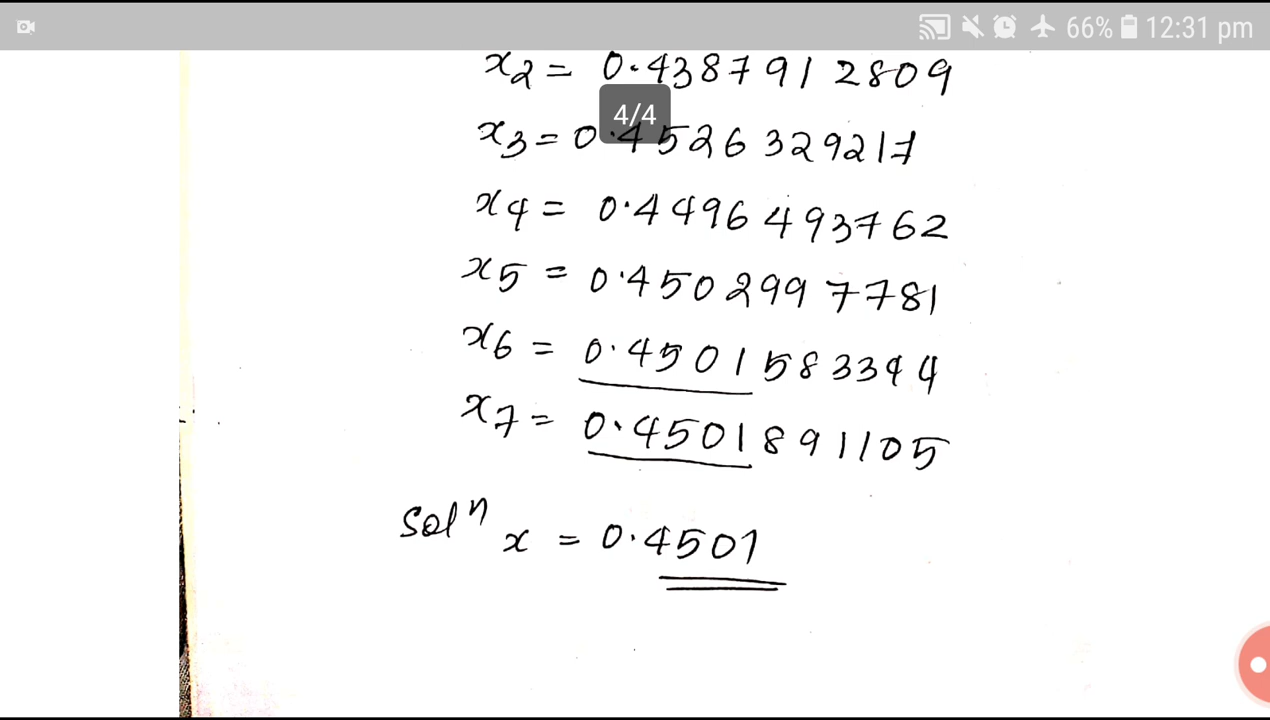 66% 12:31 pm
x2 = 0.4387912809
4/4
x3 = 0.4526329217
x4 = 0.4496493762
x5 = 0.4502997781
x6 = 0.4501583344
x7 = 0.4501891105
Solⁿ x = 0.4501